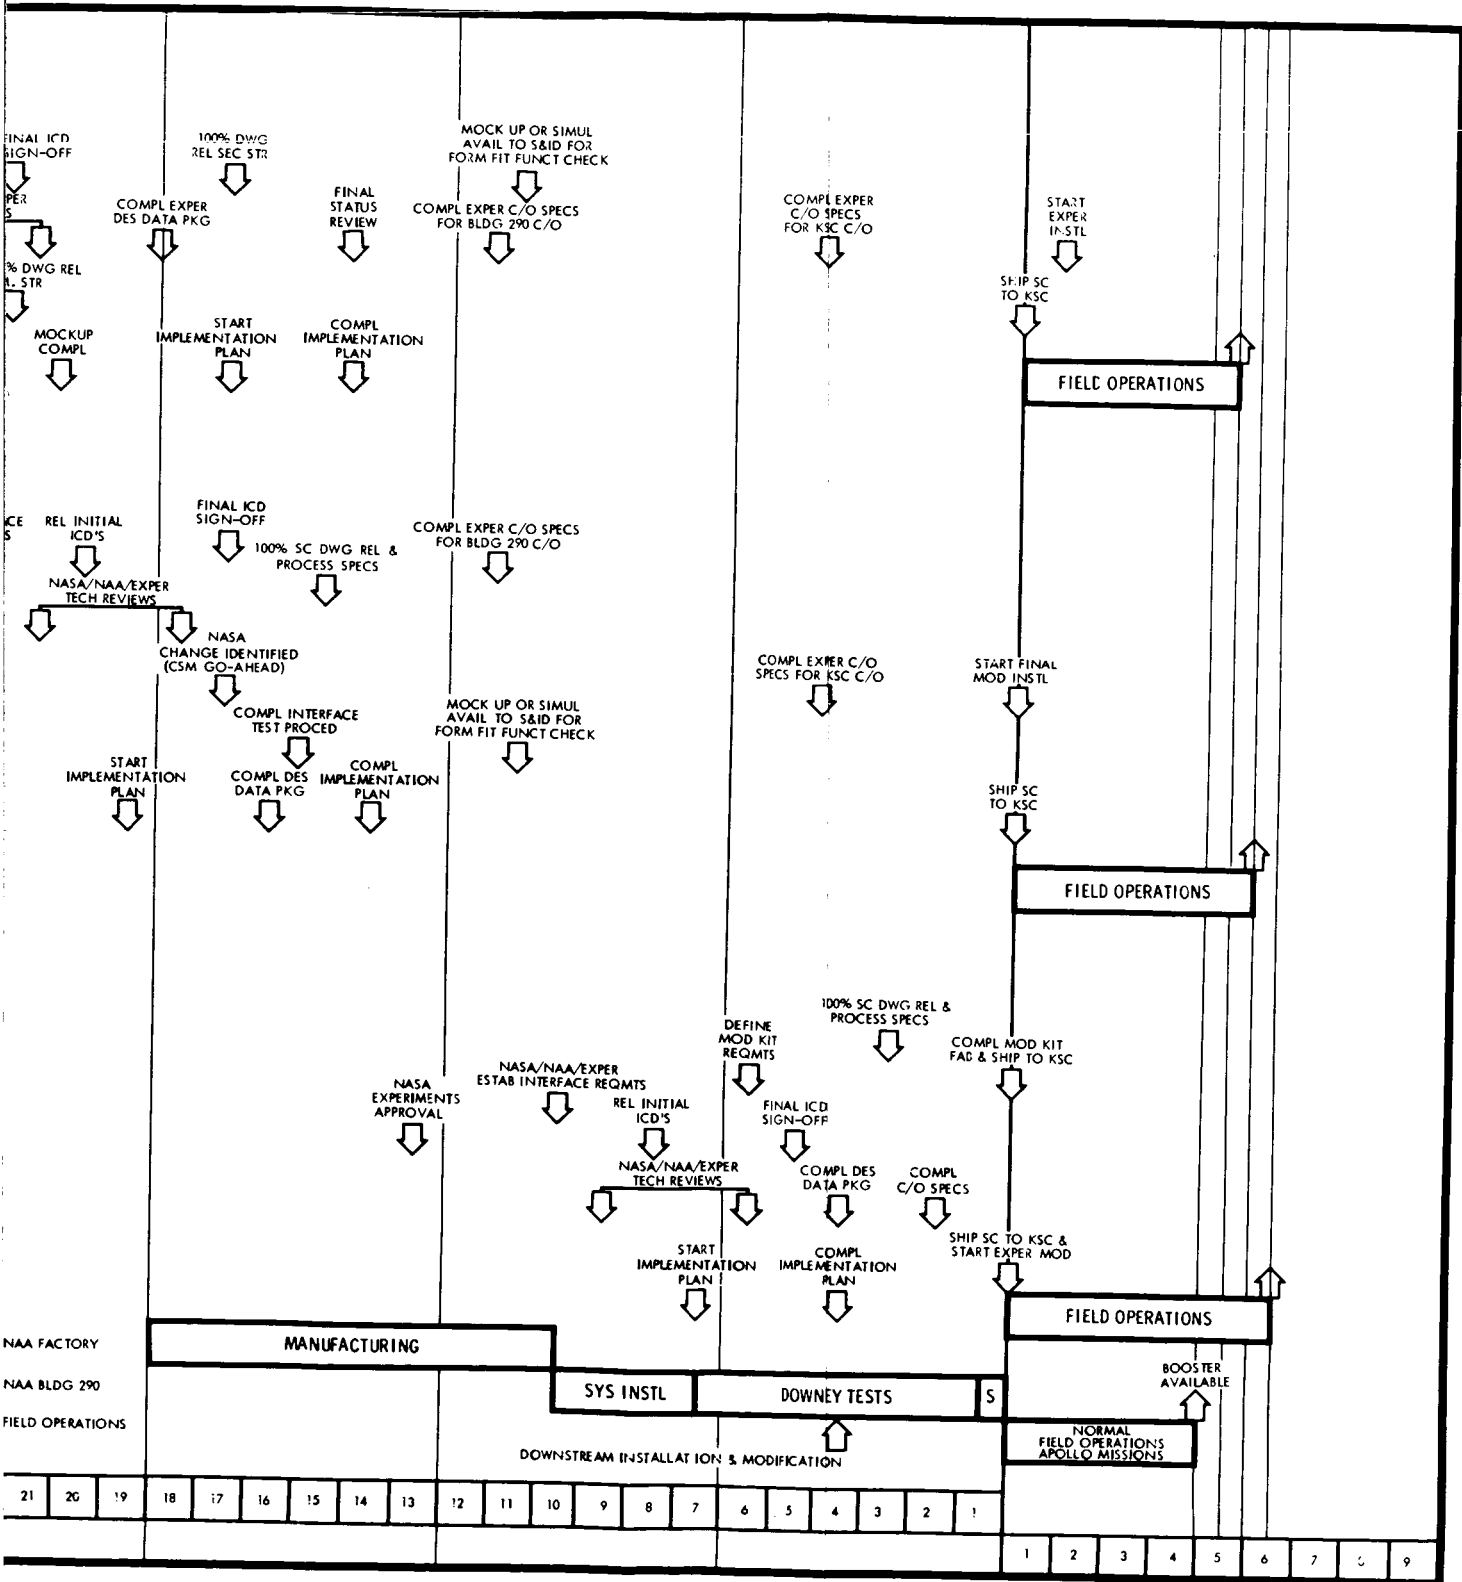 FINAL ICD
SIGN-OFF
100% DWG
REL SEC STR
MOCK UP OR SIMUL
AVAIL TO S&ID FOR
FORM FIT FUNCT CHECK
COMPL EXPER
DES DATA PKG
FINAL
STATUS
REVIEW
COMPL EXPER C/O SPECS
FOR BLDG 290 C/O
COMPL EXPER
C/O SPECS
FOR KSC C/O
START
EXPER
INSTL
% DWG REL
STR
SHIP SC
TO KSC
MOCKUP
COMPL
START
IMPLEMENTATION
PLAN
COMPL
IMPLEMENTATION
PLAN
FIELD OPERATIONS
REL INITIAL
ICD'S
FINAL ICD
SIGN-OFF
100% SC DWG REL &
PROCESS SPECS
COMPL EXPER C/O SPECS
FOR BLDG 290 C/O
NASA/NAA/EXPER
TECH REVIEWS
NASA
CHANGE IDENTIFIED
(CSM GO-AHEAD)
COMPL EXPER C/O
SPECS FOR KSC C/O
START FINAL
MOD INSTL
COMPL INTERFACE
TEST PROCED
MOCK UP OR SIMUL
AVAIL TO S&ID FOR
FORM FIT FUNCT CHECK
START
IMPLEMENTATION
PLAN
COMPL DES
DATA PKG
COMPL
IMPLEMENTATION
PLAN
SHIP SC
TO KSC
FIELD OPERATIONS
100% SC DWG REL &
PROCESS SPECS
DEFINE
MOD KIT
REQMTS
COMPL MOD KIT
FAB & SHIP TO KSC
NASA/NAA/EXPER
ESTAB INTERFACE REQMTS
NASA
EXPERIMENTS
APPROVAL
REL INITIAL
ICD'S
FINAL ICD
SIGN-OFF
NASA/NAA/EXPER
TECH REVIEWS
COMPL DES
DATA PKG
COMPL
C/O SPECS
START
IMPLEMENTATION
PLAN
COMPL
IMPLEMENTATION
PLAN
SHIP SC TO KSC &
START EXPER MOD
FIELD OPERATIONS
NAA FACTORY
MANUFACTURING
BOOSTER
AVAILABLE
NAA BLDG 290
SYS INSTL
DOWNEY TESTS
S
FIELD OPERATIONS
NORMAL
FIELD OPERATIONS
APOLLO MISSIONS
DOWNSTREAM INSTALLATION & MODIFICATION
21 20 19 18 17 16 15 14 13 12 11 10 9 8 7 6 5 4 3 2 1
1 2 3 4 5 6 7 9